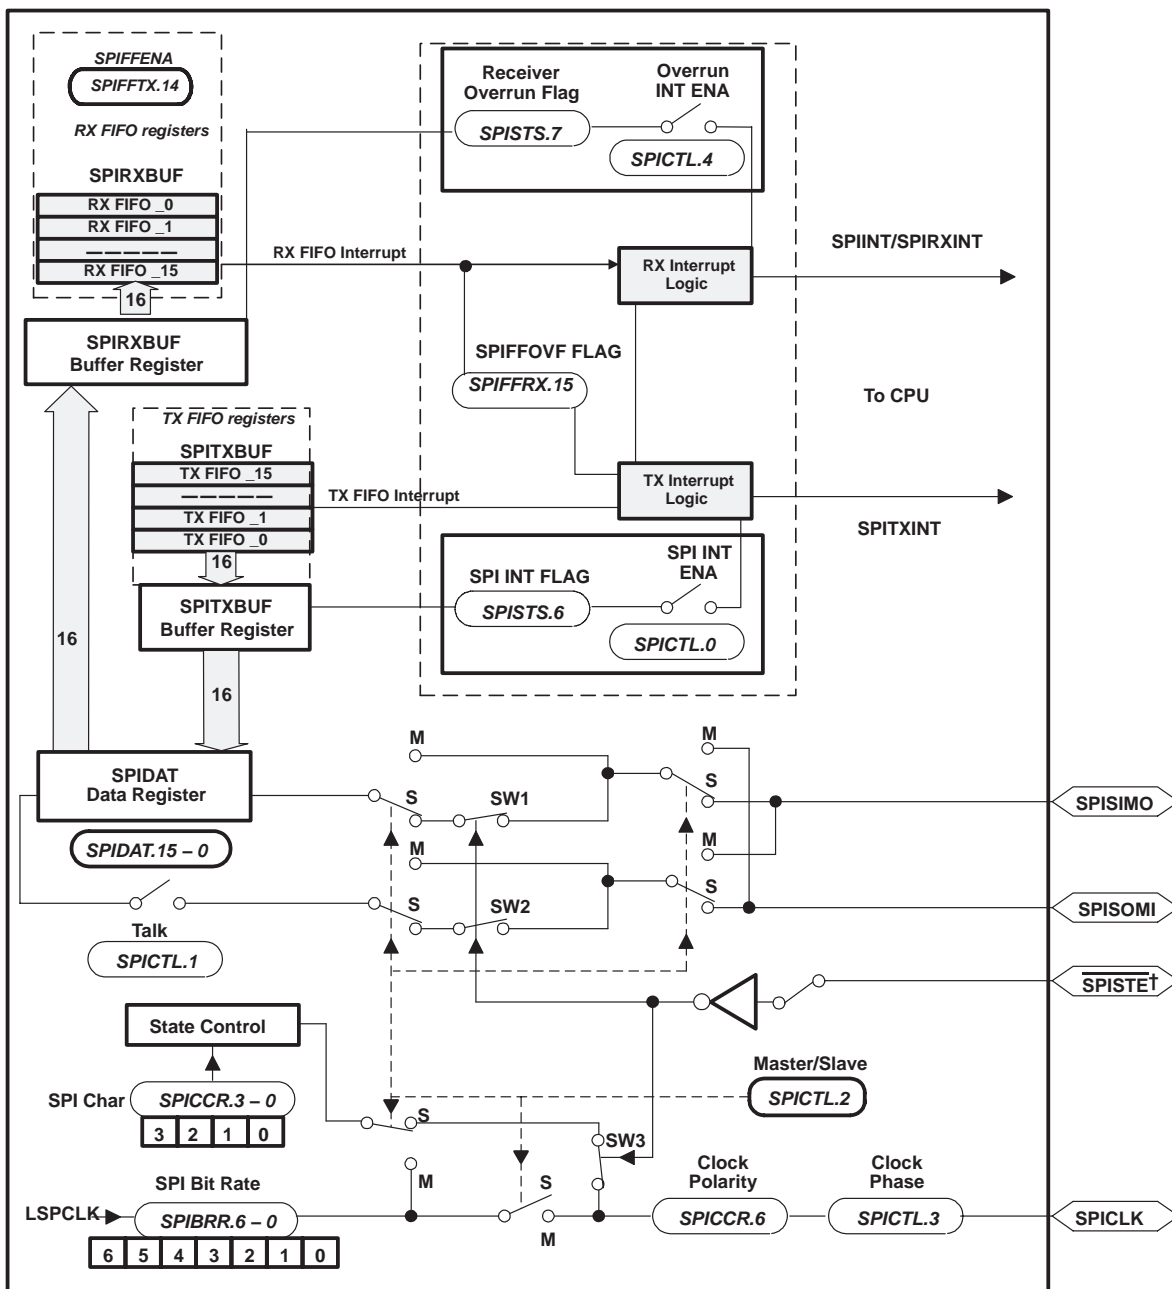 SPIFFENA
SPIFFTX.14
RX FIFO registers
SPIRXBUF
RX FIFO _0
RX FIFO _1
—————
RX FIFO _15
16
SPIRXBUF
Buffer Register
Receiver
Overrun Flag
SPISTS.7
Overrun
INT ENA
SPICTL.4
RX FIFO Interrupt
RX Interrupt
Logic
SPIINT/SPIRXINT
SPIFFOVF FLAG
SPIFFRX.15
To CPU
TX FIFO registers
SPITXBUF
TX FIFO _15
—————
TX FIFO _1
TX FIFO _0
16
TX FIFO Interrupt
TX Interrupt
Logic
SPITXINT
SPITXBUF
Buffer Register
SPI INT FLAG
SPISTS.6
SPI INT
ENA
SPICTL.0
16
16
SPIDAT
Data Register
SPIDAT.15 – 0
M
S
SW1
M
S
SPISIMO
M
S
SW2
M
S
SPISOMI
Talk
SPICTL.1
SPISTE†
State Control
Master/Slave
SPICTL.2
SPI Char
SPICCR.3 – 0
3 2 1 0
S
M
SW3
SPI Bit Rate
LSPCLK
SPIBRR.6 – 0
6 5 4 3 2 1 0
S
M
Clock
Polarity
SPICCR.6
Clock
Phase
SPICTL.3
SPICLK